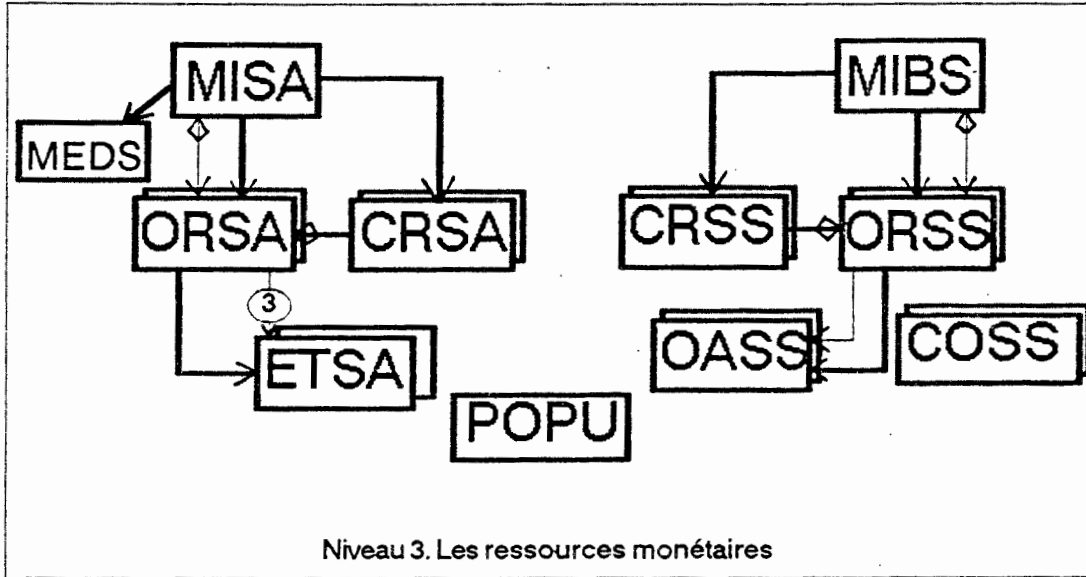 MISA
MIBS
MEDS
ORSA
CRSA
CRSS
ORSS
3
ETSA
OASS
COSS
POPU
Niveau 3. Les ressources monétaires